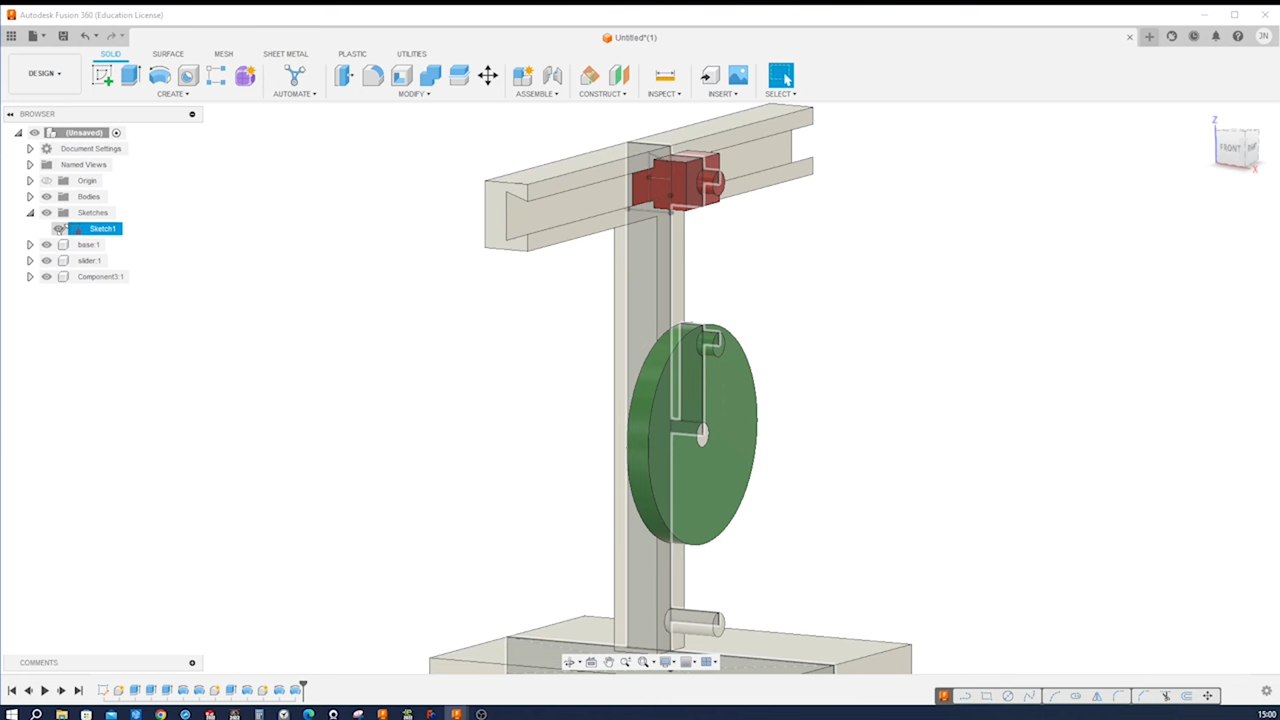 Autodesk Fusion 360 (Education License)
Untitled*(1)
JN
SOLID SURFACE MESH SHEET METAL PLASTIC UTILITIES
DESIGN
CREATE AUTOMATE MODIFY ASSEMBLE CONSTRUCT INSPECT INSERT SELECT
BROWSER
(Unsaved)
Document Settings
Named Views
Origin
Bodies
Sketches
Sketch1
base:1
slider:1
Component3:1
Z
FRONT
X
COMMENTS
15:00